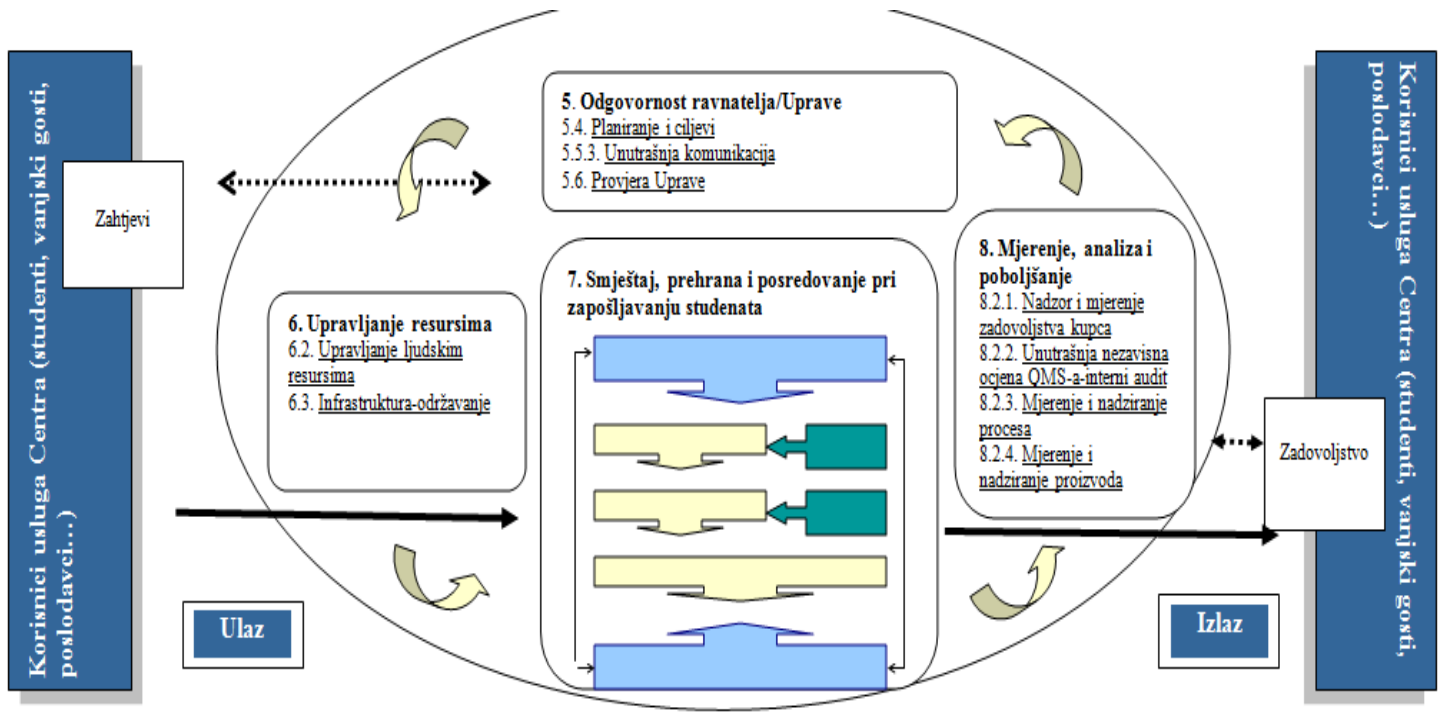 Korisnici usluga Centra (studenti, vanjski gosti,
poslodavci...)
Zahtjevi
5. Odgovornost ravnatelja/Uprave
5.4. Planiranje i ciljevi
5.5.3. Unutrašnja komunikacija
5.6. Provjera Uprave
6. Upravljanje resursima
6.2. Upravljanje ljudskim
resursima
6.3. Infrastruktura-održavanje
7. Smještaj, prehrana i posredovanje pri
zapošljavanju studenata
8. Mjerenje, analiza i
poboljšanje
8.2.1. Nadzor i mjerenje
zadovoljstva kupca
8.2.2. Unutrašnja nezavisna
ocjena QMS-a-interni audit
8.2.3. Mjerenje i nadziranje
procesa
8.2.4. Mjerenje i
nadziranje proizvoda
Zadovoljstvo
Ulaz
Izlaz
Korisnici usluga Centra (studenti, vanjski gosti,
poslodavci...)